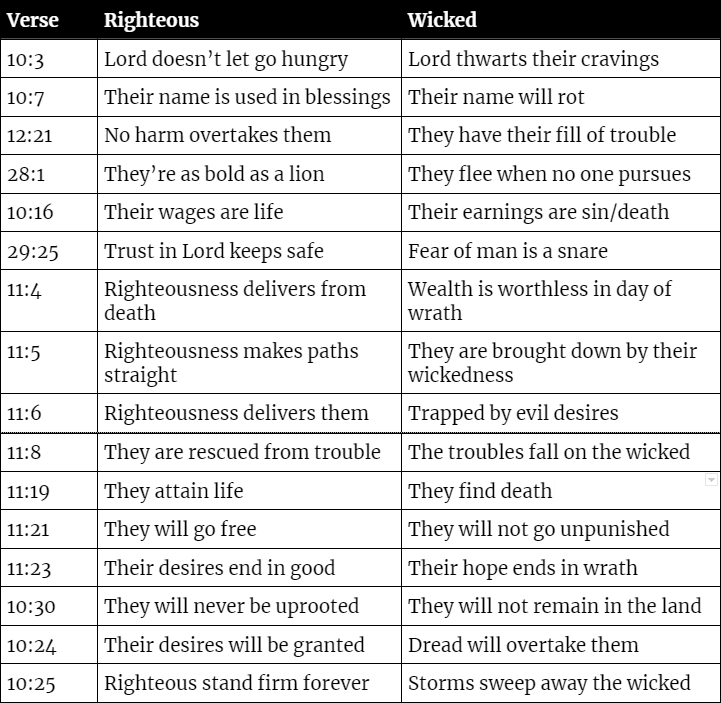 Verse Righteous Wicked
10:3 Lord doesn’t let go hungry Lord thwarts their cravings
10:7 Their name is used in blessings Their name will rot
12:21 No harm overtakes them They have their fill of trouble
28:1 They’re as bold as a lion They flee when no one pursues
10:16 Their wages are life Their earnings are sin/death
29:25 Trust in Lord keeps safe Fear of man is a snare
11:4 Righteousness delivers from Wealth is worthless in day of
death wrath
11:5 Righteousness makes paths They are brought down by their
straight wickedness
11:6 Righteousness delivers them Trapped by evil desires
11:8 They are rescued from trouble The troubles fall on the wicked
11:19 They attain life They find death
11:21 They will go free They will not go unpunished
11:23 Their desires end in good Their hope ends in wrath
10:30 They will never be uprooted They will not remain in the land
10:24 Their desires will be granted Dread will overtake them
10:25 Righteous stand firm forever Storms sweep away the wicked